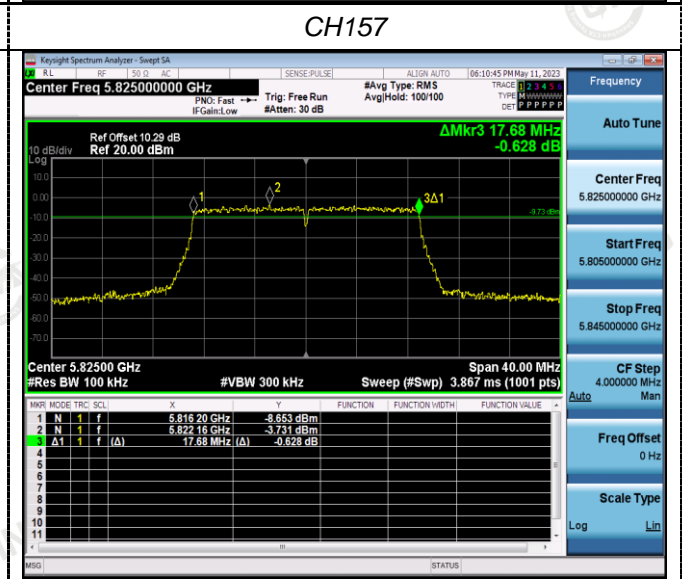 CH157
Keysight Spectrum Analyzer - Swept SA
RL RF 50 Ω AC SENSE:PULSE ALIGN AUTO 06:10:45 PM May 11, 2023
Center Freq 5.825000000 GHz #Avg Type: RMS TRACE 1 2 3 4 5 6
PNO: Fast Trig: Free Run Avg|Hold: 100/100 TYPE M WWWWW
IFGain:Low #Atten: 30 dB DET P P P P P P
Frequency
Auto Tune
Ref Offset 10.29 dB ΔMkr3 17.68 MHz
10 dB/div Ref 20.00 dBm -0.628 dB
Log
10.0
0.00
-10.0
-20.0
-30.0
-40.0
-50.0
-60.0
-70.0
1
2
3Δ1
-9.73 dBm
Center Freq
5.825000000 GHz
Start Freq
5.805000000 GHz
Stop Freq
5.845000000 GHz
Center 5.82500 GHz Span 40.00 MHz
#Res BW 100 kHz #VBW 300 kHz Sweep (#Swp) 3.867 ms (1001 pts)
CF Step
4.000000 MHz
Auto Man
MKR MODE TRC SCL X Y FUNCTION FUNCTION WIDTH FUNCTION VALUE
1 N 1 f 5.816 20 GHz -8.653 dBm
2 N 1 f 5.822 16 GHz -3.731 dBm
3 Δ1 1 f (Δ) 17.68 MHz (Δ) -0.628 dB
4
5
6
7
8
9
10
11
Freq Offset
0 Hz
Scale Type
Log Lin
MSG STATUS